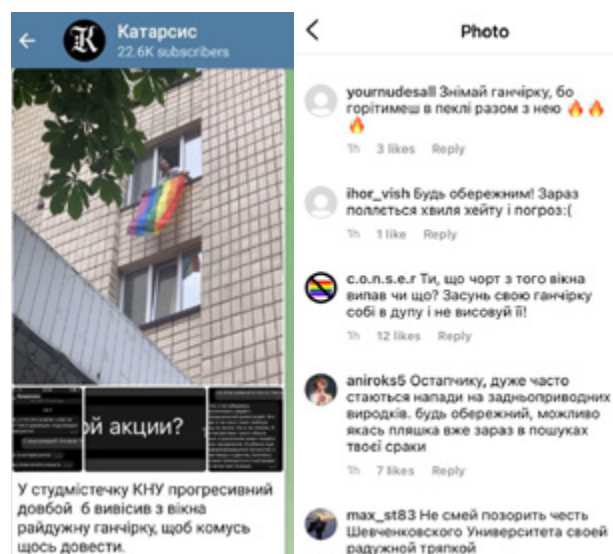 Катарсис
22.6K subscribers
ой акции?
У студмістечку КНУ прогресивний
довбой б вивісив з вікна
райдужну ганчірку, щоб комусь
щось довести.
Photo
yournudesall Знімай ганчірку, бо
горітимеш в пеклі разом з нею 🔥🔥
🔥
1h 3 likes Reply
ihor_vish Будь обережним! Зараз
поллється хвиля хейту і погроз:(
1h 1 like Reply
c.o.n.s.e.r Ти, що чорт з того вікна
випав чи що? Засунь свою ганчірку
собі в дупу і не висовуй її!
1h 12 likes Reply
aniroks5 Остапчику, дуже часто
стаються напади на задньоприводних
виродків. будь обережний, можливо
якась пляшка вже зараз в пошуках
твоєї сраки
1h 7 likes Reply
max_st83 Не смей позорить честь
Шевченковского Университета своей
радужной тряпкой